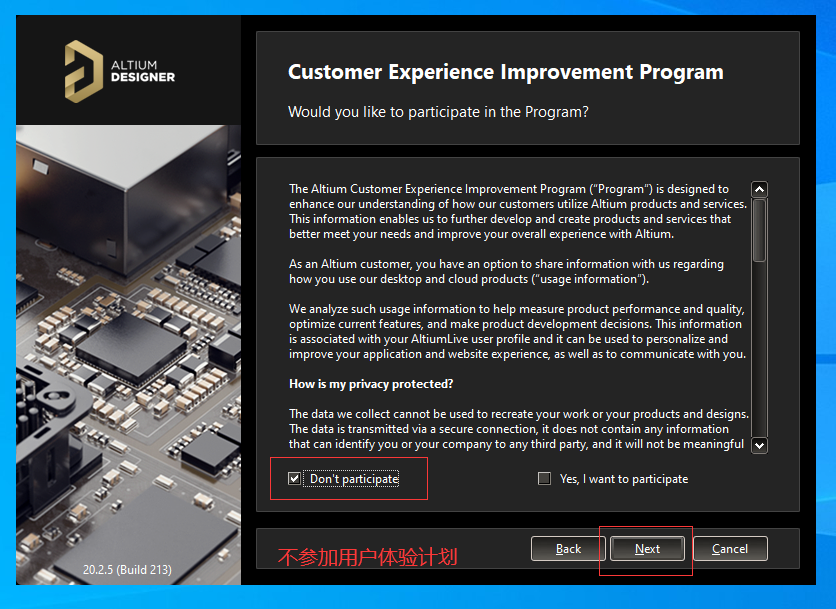 ALTIUM
DESIGNER
Customer Experience Improvement Program
Would you like to participate in the Program?
The Altium Customer Experience Improvement Program (“Program”) is designed to
enhance our understanding of how our customers utilize Altium products and services.
This information enables us to further develop and create products and services that
better meet your needs and improve your overall experience with Altium.
As an Altium customer, you have an option to share information with us regarding
how you use our desktop and cloud products (“usage information”).
We analyze such usage information to help measure product performance and quality,
optimize current features, and make product development decisions. This information
is associated with your AltiumLive user profile and it can be used to personalize and
improve your application and website experience, as well as to communicate with you.
How is my privacy protected?
The data we collect cannot be used to recreate your work or your products and designs.
The data is transmitted via a secure connection, it does not contain any information
that can identify you or your company to any third party, and it will not be meaningful
Don't participate
Yes, I want to participate
不参加用户体验计划
Back
Next
Cancel
20.2.5 (Build 213)